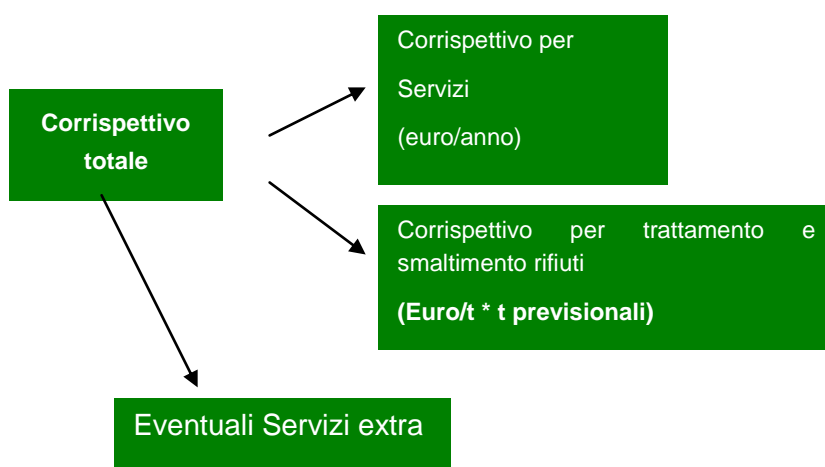 Corrispettivo per
Servizi
(euro/anno)
Corrispettivo
totale
Corrispettivo per trattamento e
smaltimento rifiuti
(Euro/t * t previsionali)
Eventuali Servizi extra